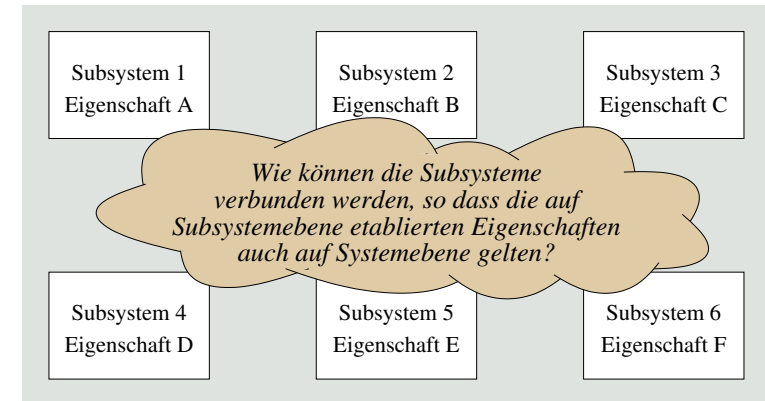 Subsystem 1
Eigenschaft A
Subsystem 2
Eigenschaft B
Subsystem 3
Eigenschaft C
Wie können die Subsysteme
verbunden werden, so dass die auf
Subsystemebene etablierten Eigenschaften
auch auf Systemebene gelten?
Subsystem 4
Eigenschaft D
Subsystem 5
Eigenschaft E
Subsystem 6
Eigenschaft F